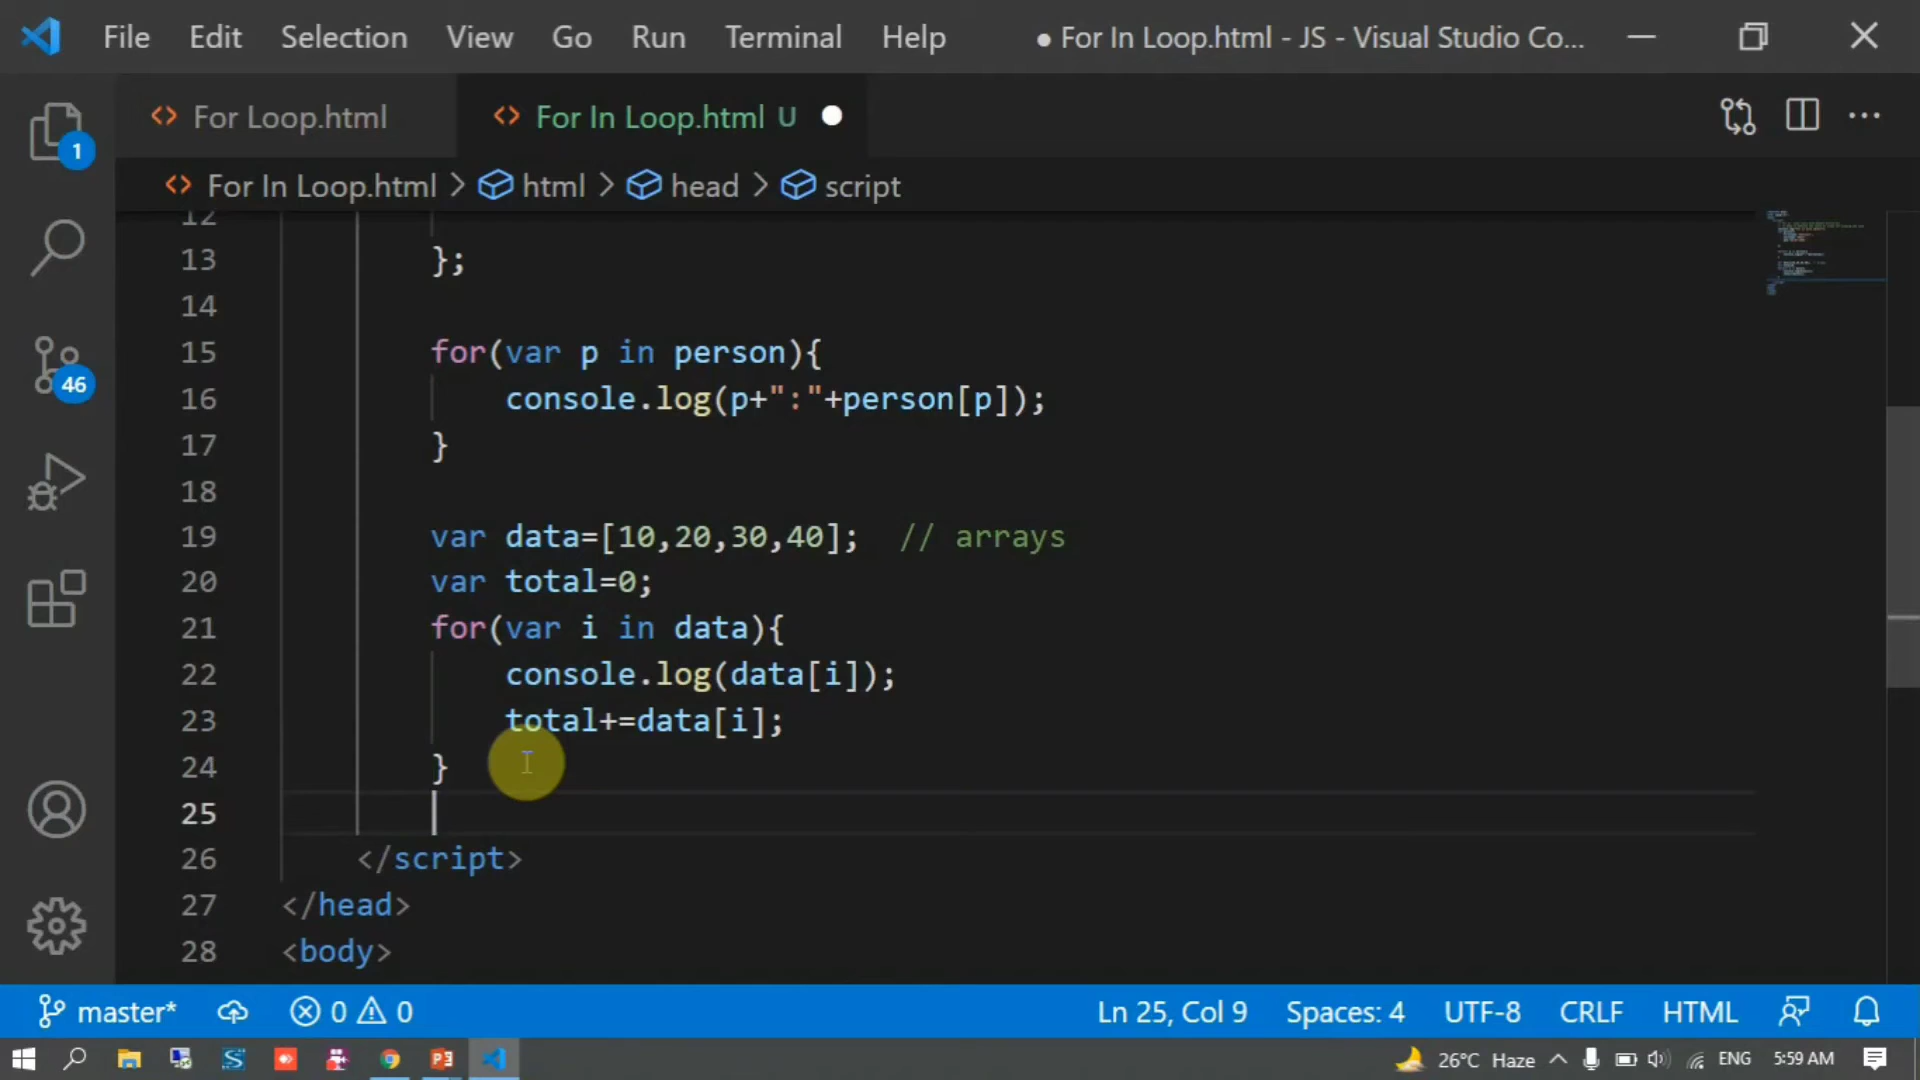 File Edit Selection View Go Run Terminal Help ● For In Loop.html - JS - Visual Studio Co...
For Loop.html For In Loop.html U
For In Loop.html > html > head > script
12
13 };
14
15 for(var p in person){
16 console.log(p+":"+person[p]);
17 }
18
19 var data=[10,20,30,40]; // arrays
20 var total=0;
21 for(var i in data){
22 console.log(data[i]);
23 total+=data[i];
24 }
25
26 </script>
27 </head>
28 <body>
1
46
master* 0 0 Ln 25, Col 9 Spaces: 4 UTF-8 CRLF HTML
26°C Haze ENG 5:59 AM